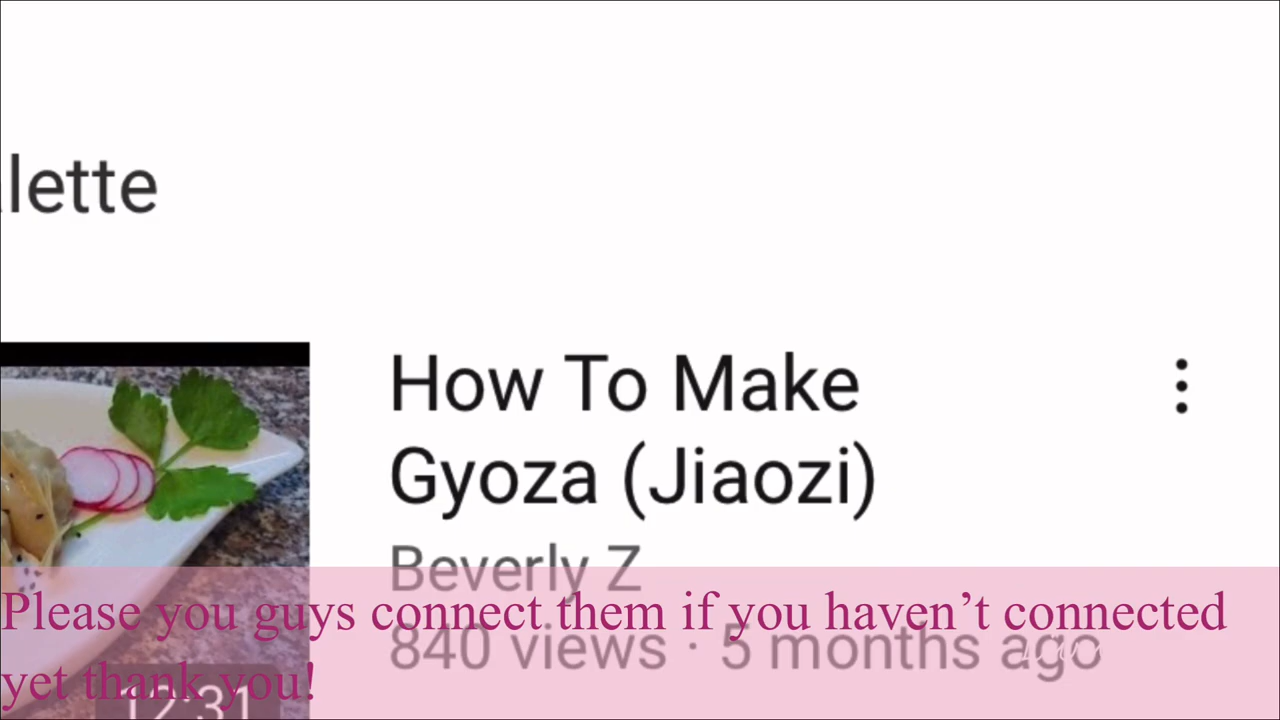 lette
How To Make
Gyoza (Jiaozi)
Beverly Z
840 views · 5 months ago
Please you guys connect them if you haven’t connected
yet thank you!
12:31